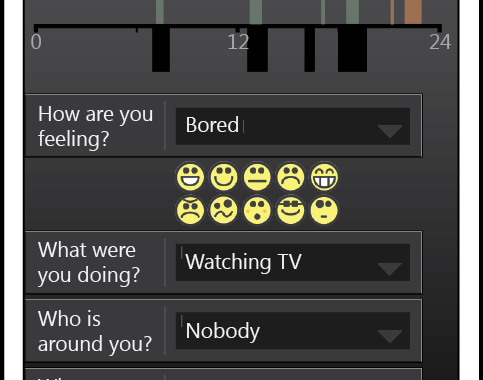 0 12 24
How are you
feeling?
Bored
What were
you doing?
Watching TV
Who is
around you?
Nobody